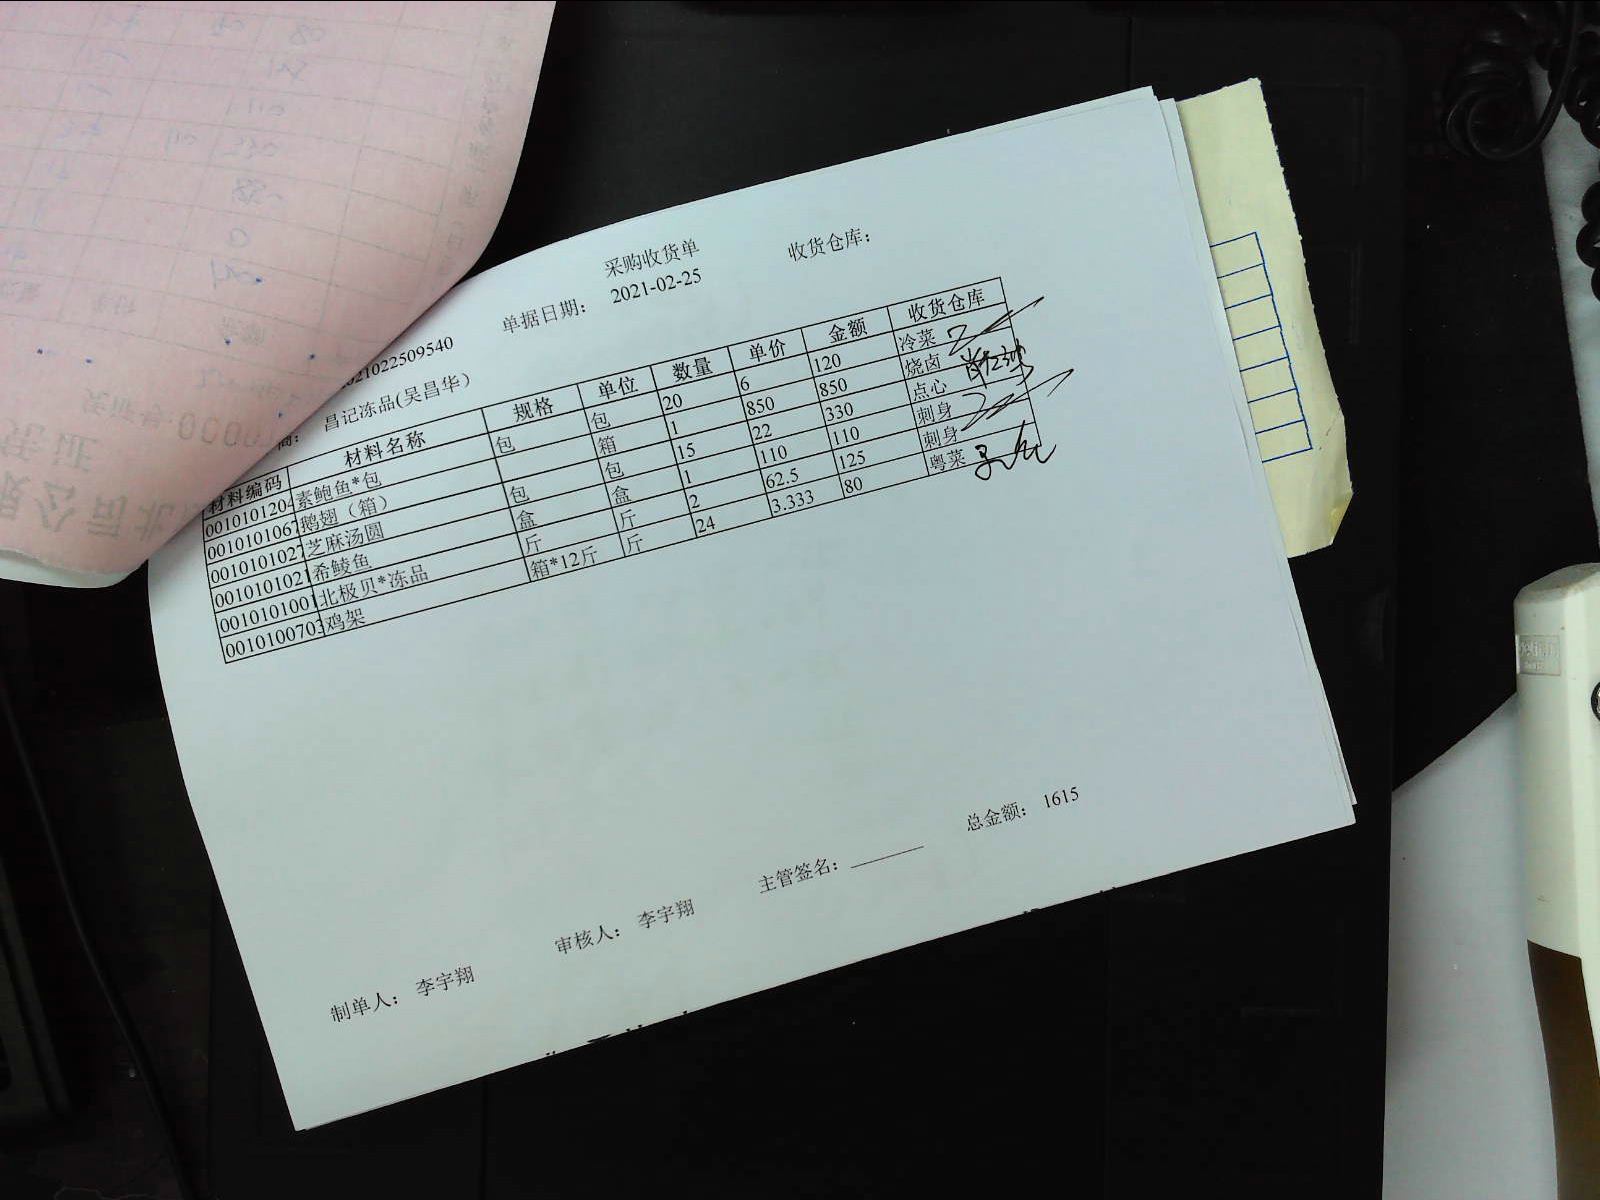 采购收货单 收货仓库：
021022509540 单据日期： 2021-02-25
商： 昌记冻品(吴昌华）
材料编码 材料名称 规格 单位 数量 单价 金额 收货仓库
0010101204 素鲍鱼*包 包 包 20 6 120 冷菜
0010101067 鹅翅（箱） 箱 1 850 850 烧卤
0010101027 芝麻汤圆 包 包 15 22 330 点心
0010101021 希鲮鱼 盒 盒 1 110 110 刺身
0010101001 北极贝*冻品 斤 斤 2 62.5 125 刺身
0010100703 鸡架 箱*12斤 斤 24 3.333 80 粤菜
总金额： 1615
制单人： 李宇翔 审核人： 李宇翔 主管签名：